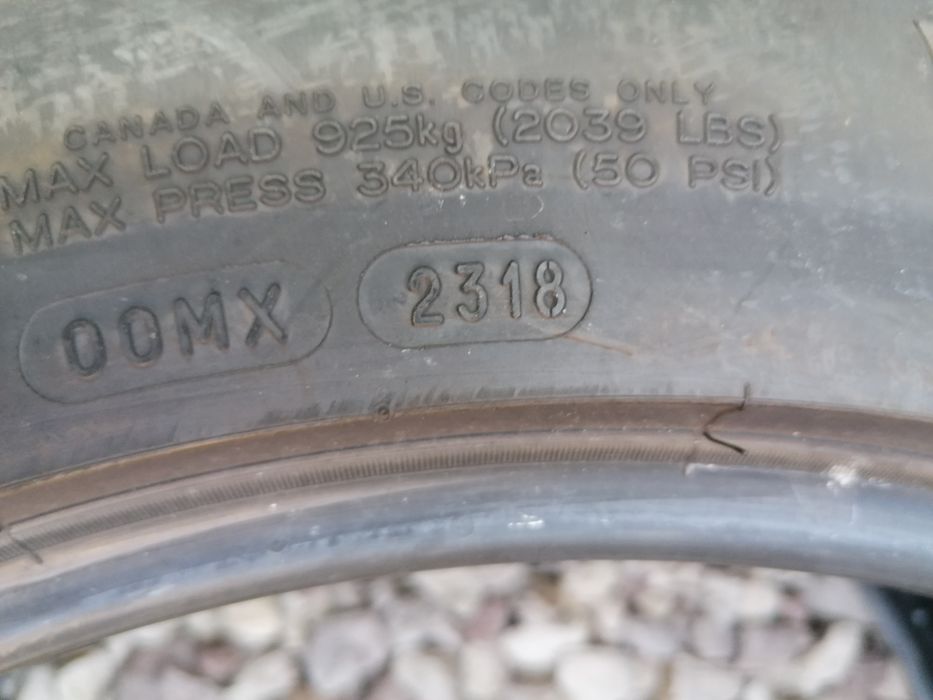 CANADA AND U.S. CODES ONLY
MAX LOAD 925kg (2039 LBS)
MAX PRESS 340kPa (50 PSI)
00MX 2318